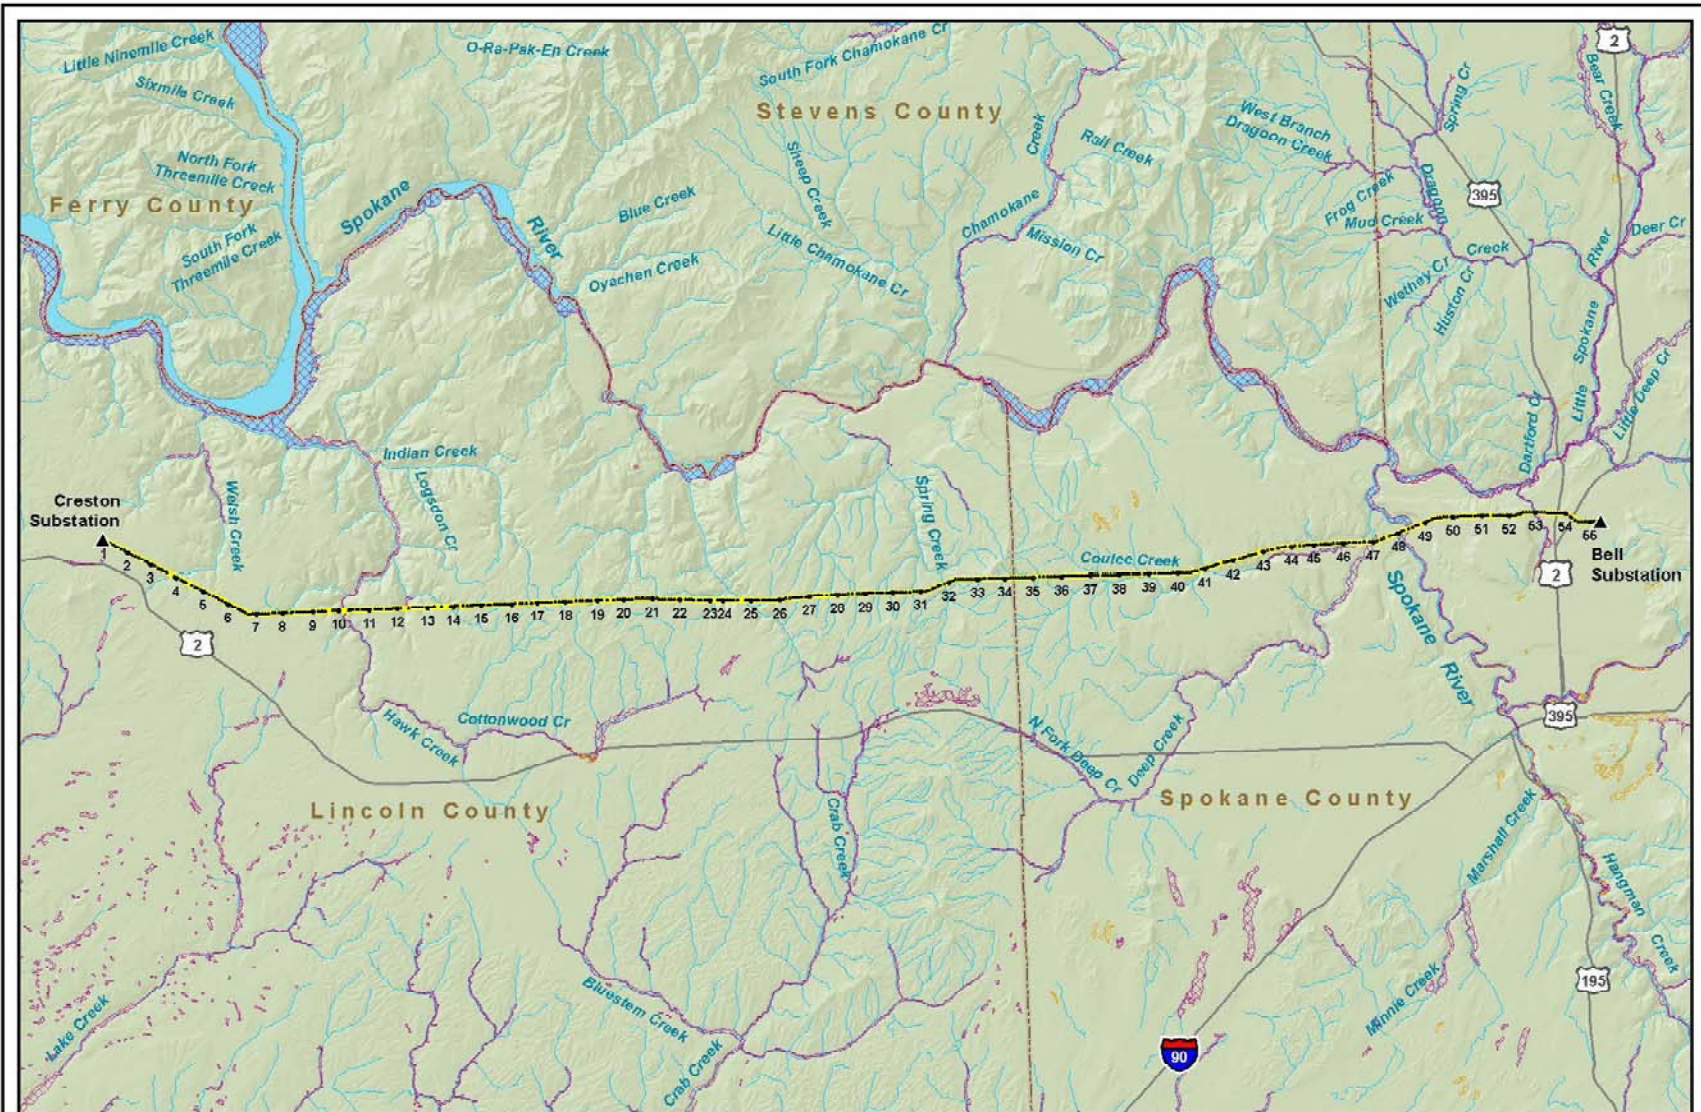 Little Ninemile Creek
O-Ra-Pak-En Creek
South Fork Chamokane Cr
2
Sixmile Creek
Stevens County
Spring Cr
Bear Creek
West Branch
Dragoon Creek
Creek
Rail Creek
North Fork
Threemile Creek
Sheep Creek
Dragoon
395
Ferry County
Spokane
River
Blue Creek
Chamokane
Frog Creek
Mud Creek
Creek
River
Deer Cr
South Fork
Threemile Creek
Little Chamokane Cr
Mission Cr
Oyachen Creek
Wethey Cr
Huston Cr
Spokane
Little
Little Deep Cr
Dartford Cr
Indian Creek
Logsdon Cr
Welsh Creek
Spring Creek
Creston
Substation
Coulee Creek
Bell
Substation
1 2 3 4 5 6 7 8 9 10 11 12 13 14 15 16 17 18 19 20 21 22 23 24 25 26 27 28 29 30 31 32 33 34 35 36 37 38 39 40 41 42 43 44 45 46 47 48 49 50 51 52 53 54 55
2
2
Spokane
River
Hawk Creek
Cottonwood Cr
N Fork Deep Cr
Deep Creek
395
Lincoln County
Crab Creek
Spokane County
Marshall Creek
Hangman
Creek
Lake Creek
Bluestem Creek
Crab Creek
Minnie Creek
195
90